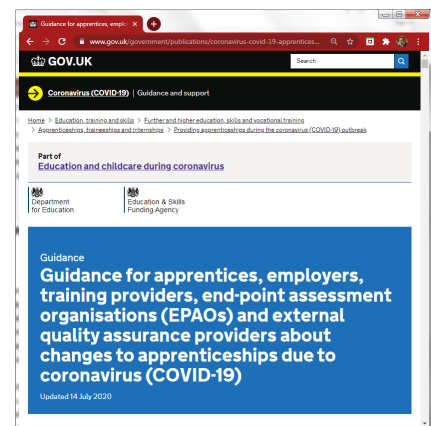 Guidance for apprentices, emplo
www.gov.uk/government/publications/coronavirus-covid-19-apprentices...
GOV.UK
Search
Coronavirus (COVID-19) | Guidance and support
Home > Education, training and skills > Further and higher education, skills and vocational training
> Apprenticeships, traineeships and internships > Providing apprenticeships during the coronavirus (COVID-19) outbreak
Part of
Education and childcare during coronavirus
Department
for Education
Education & Skills
Funding Agency
Guidance
Guidance for apprentices, employers,
training providers, end-point assessment
organisations (EPAOs) and external
quality assurance providers about
changes to apprenticeships due to
coronavirus (COVID-19)
Updated 14 July 2020